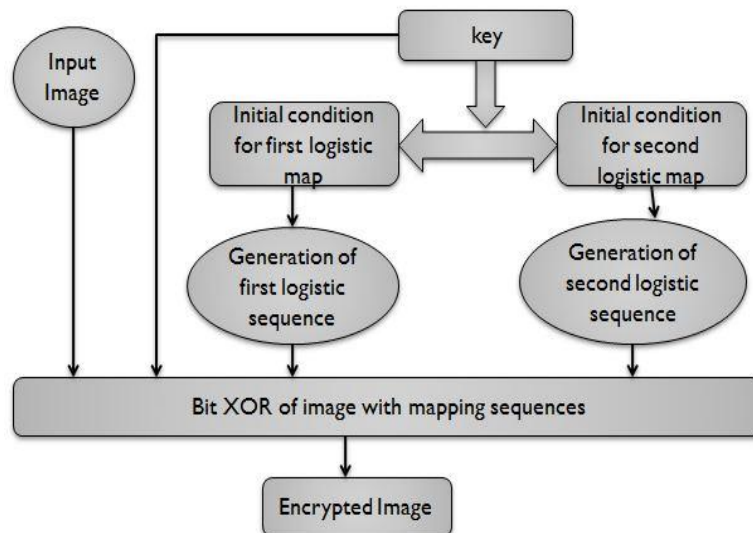 key
Input
Image
Initial condition
for first logistic
map
Initial condition
for second
logistic map
Generation of
first logistic
sequence
Generation of
second logistic
sequence
Bit XOR of image with mapping sequences
Encrypted Image